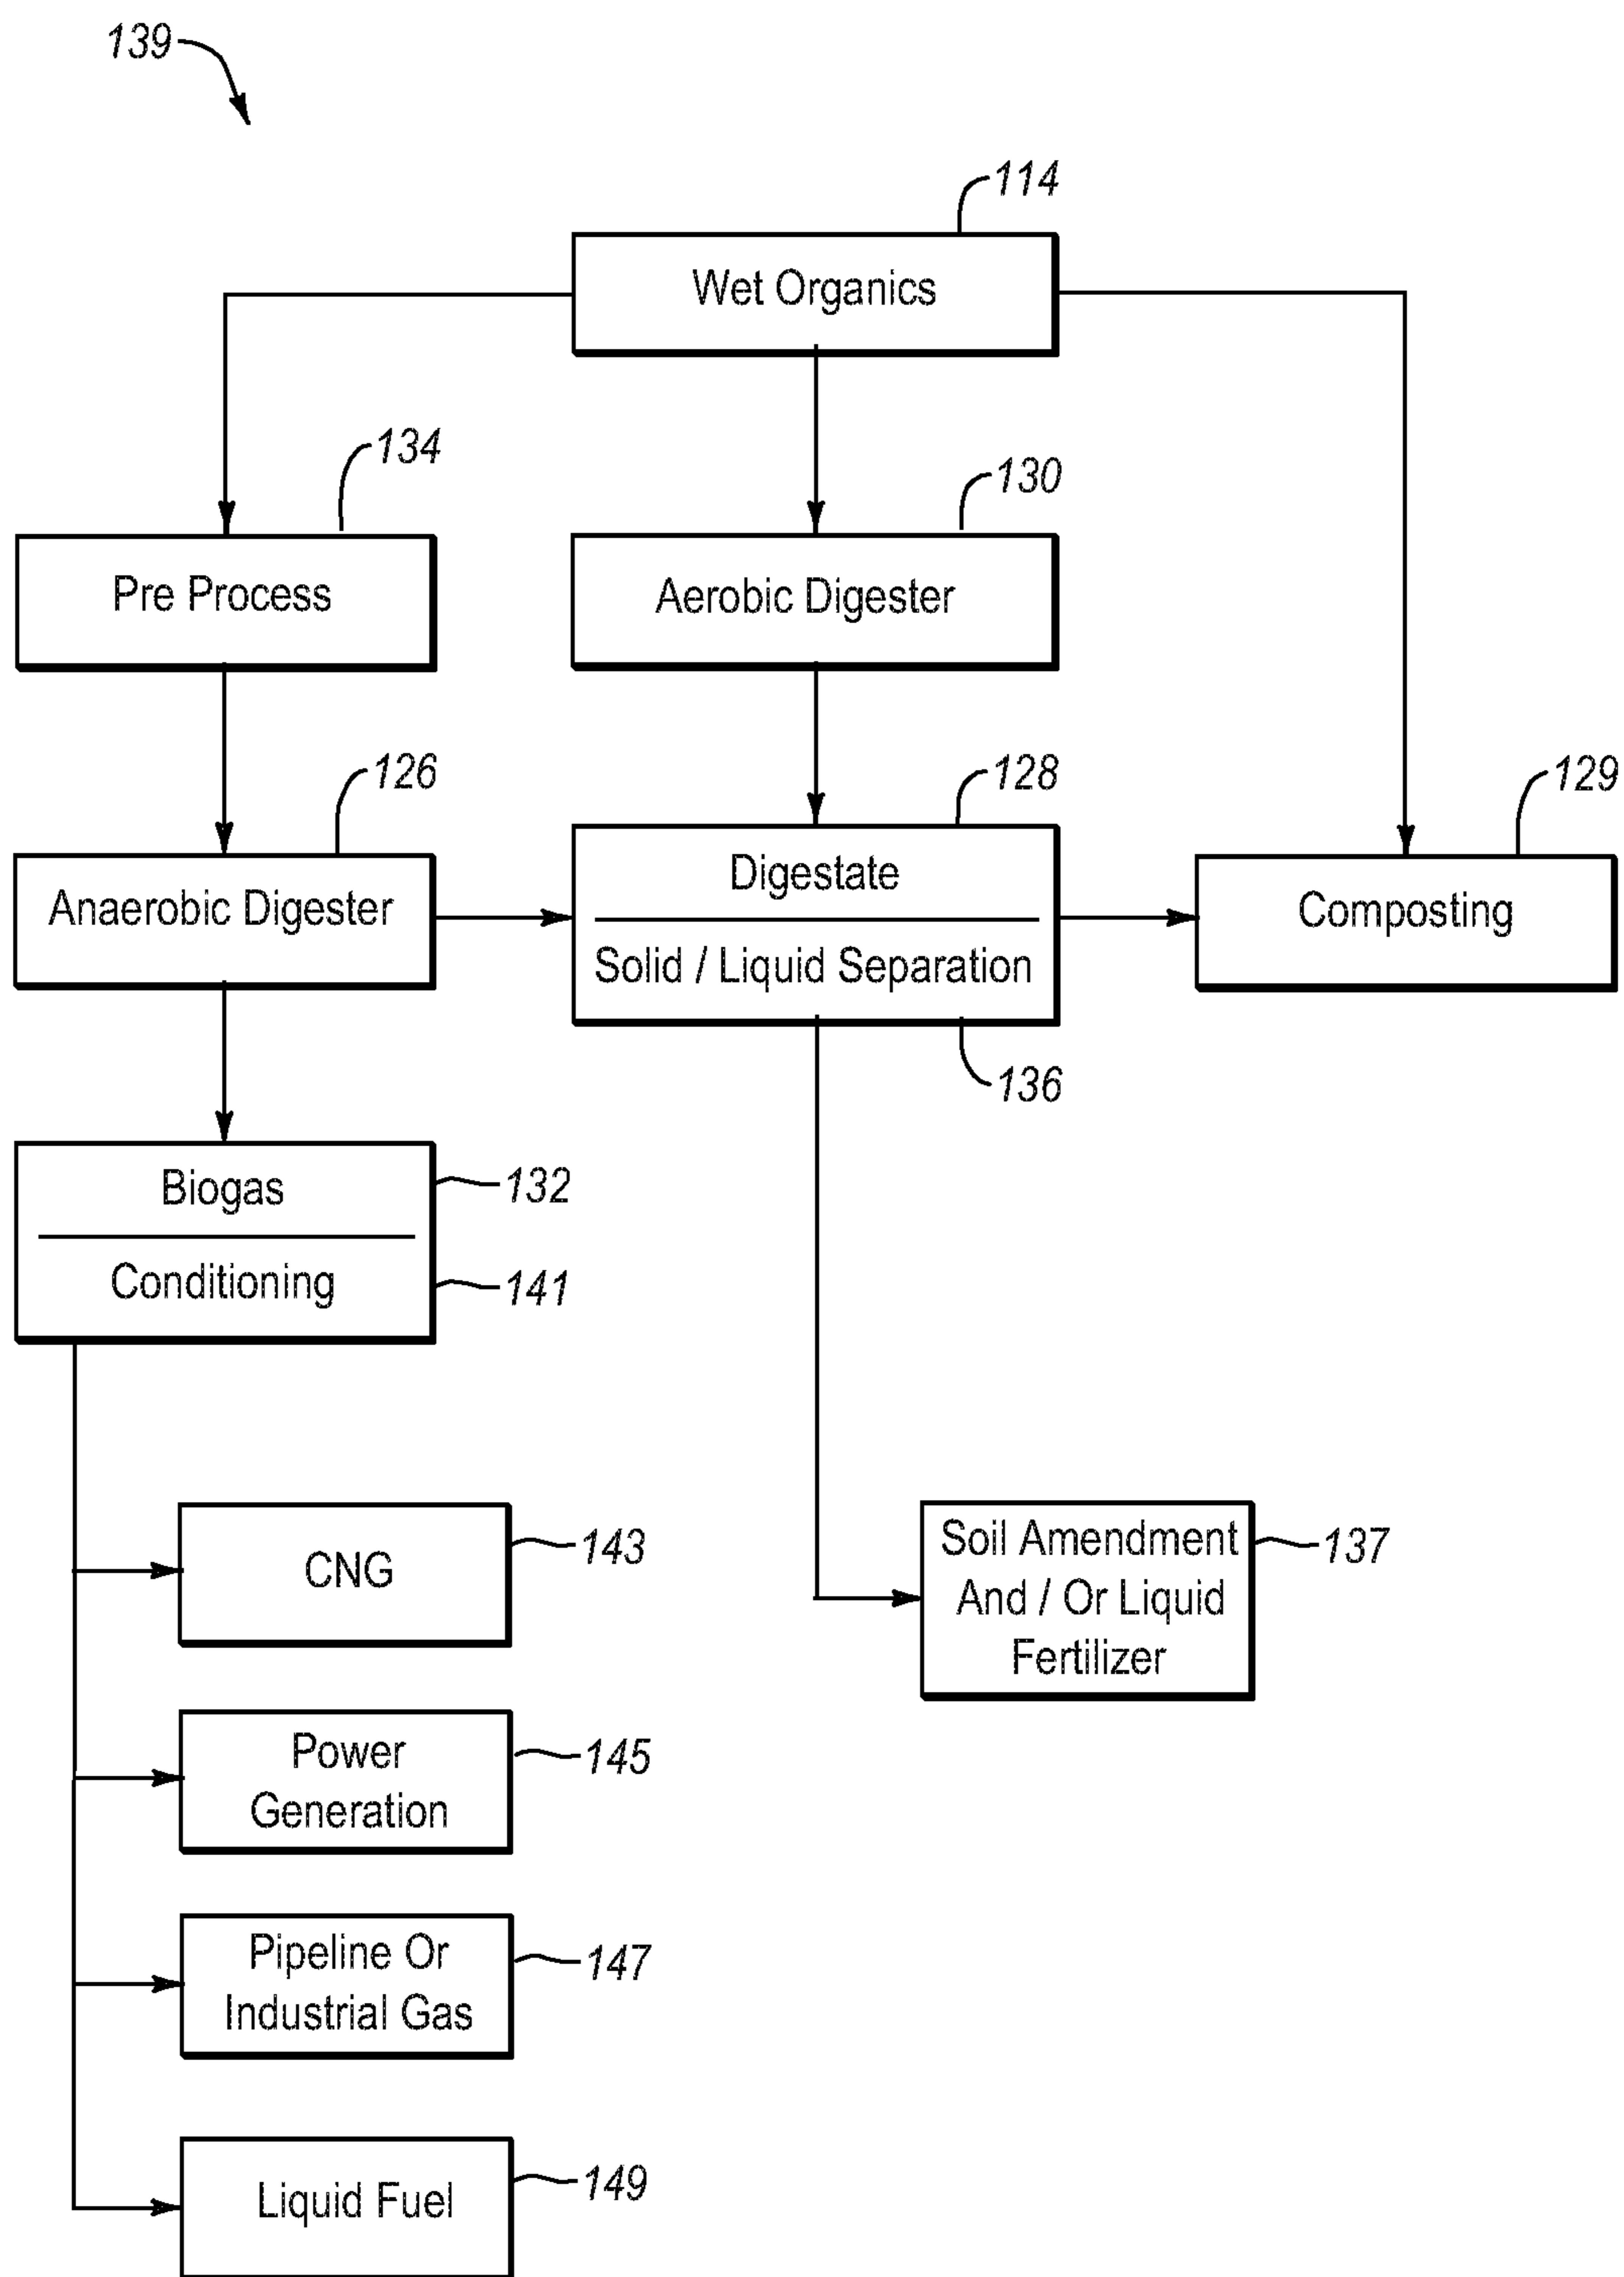 139
114
Wet Organics
134
130
Pre Process
Aerobic Digester
126
128
129
Anaerobic Digester
Digestate
Solid / Liquid Separation
Composting
136
Biogas
132
Conditioning
141
CNG
143
Soil Amendment
And / Or Liquid
Fertilizer
137
Power
Generation
145
Pipeline Or
Industrial Gas
147
Liquid Fuel
149